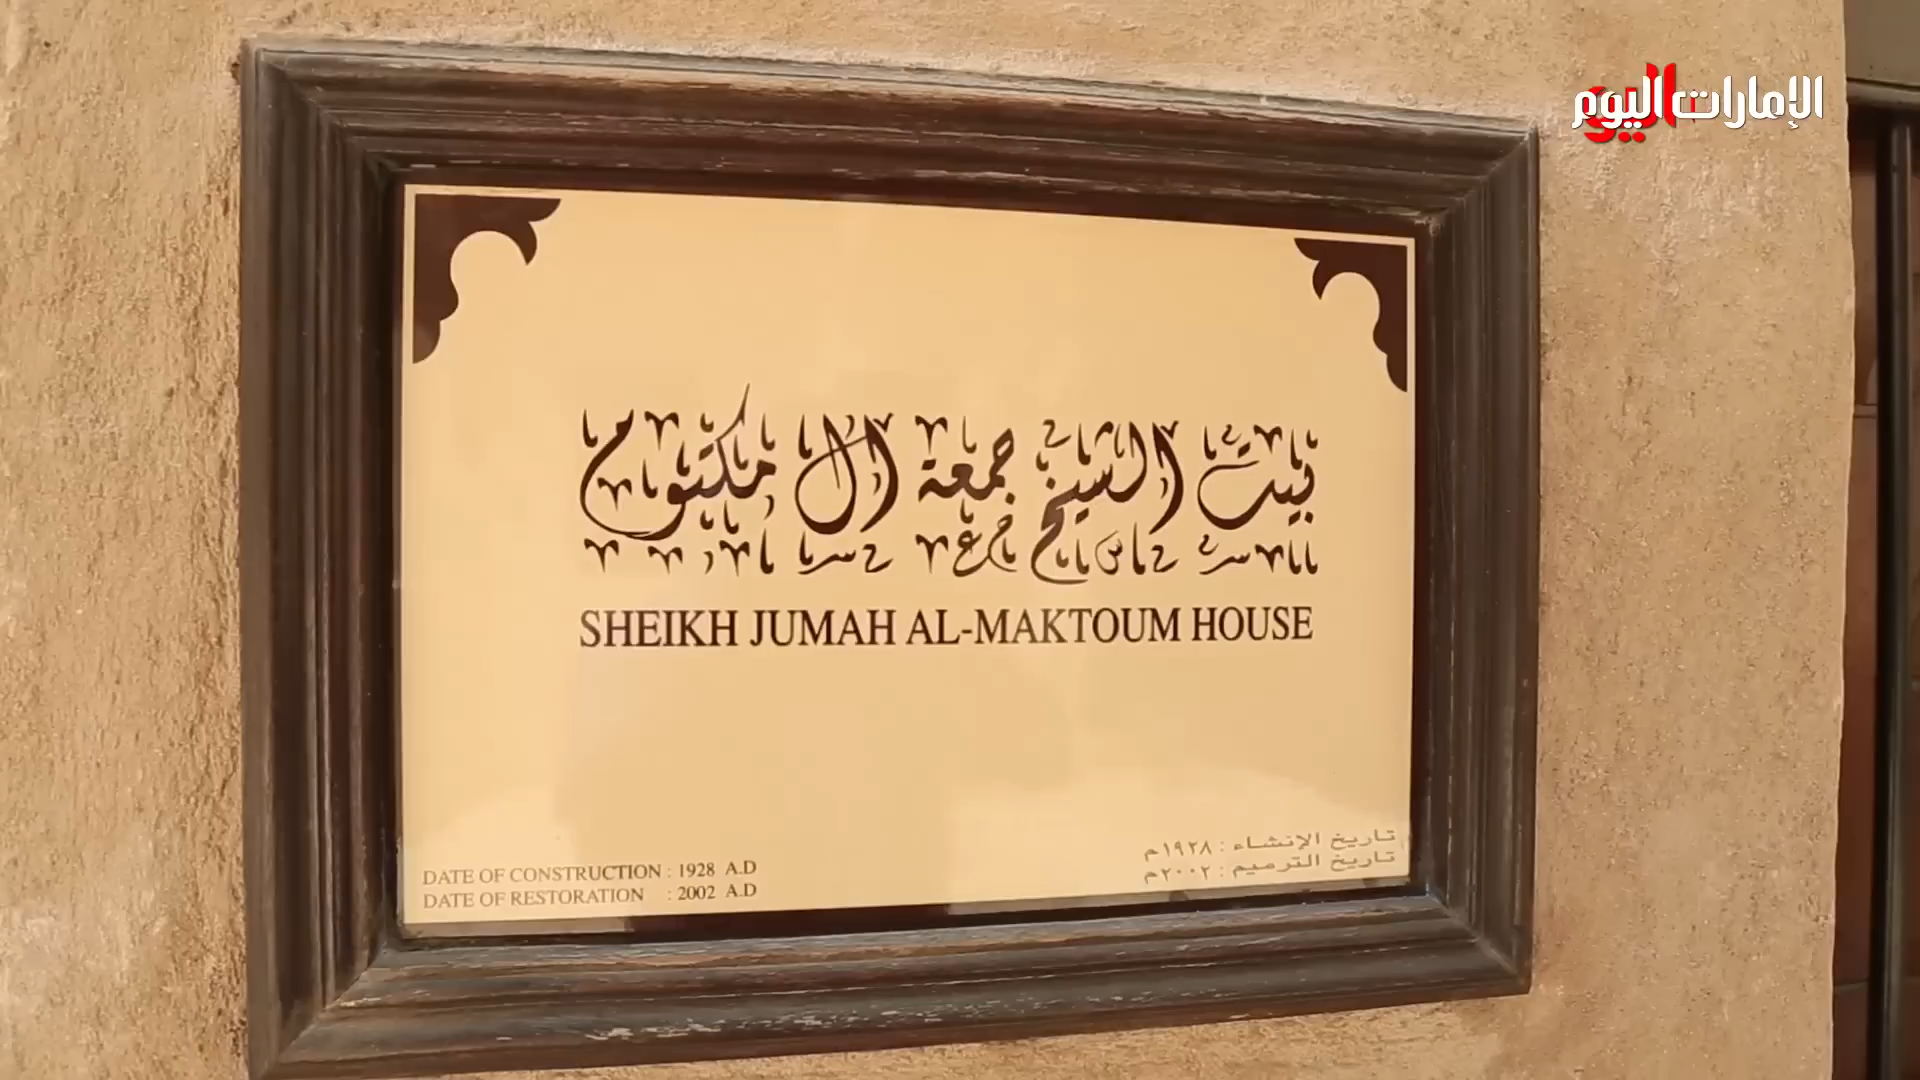 الإمارات اليوم
بيت الشيخ جمعة آل مكتوم
SHEIKH JUMAH AL-MAKTOUM HOUSE
تاريخ الإنشاء : ١٩٢٨م
تاريخ الترميم : ٢٠٠٢م
DATE OF CONSTRUCTION : 1928 A.D
DATE OF RESTORATION : 2002 A.D